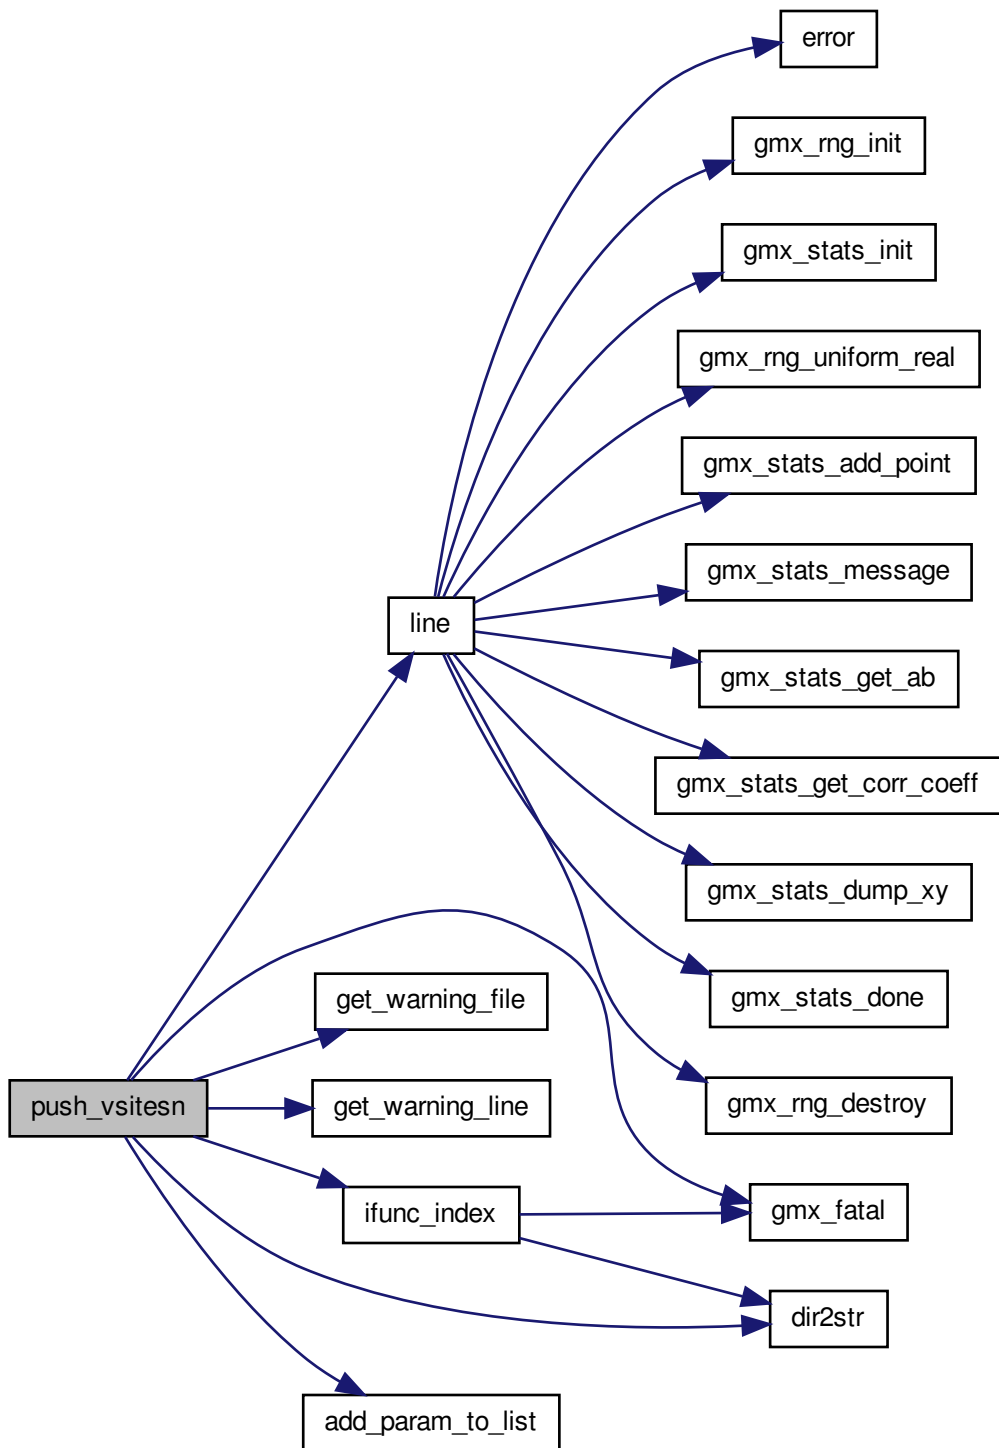 error
gmx_rng_init
gmx_stats_init
gmx_rng_uniform_real
gmx_stats_add_point
gmx_stats_message
line
gmx_stats_get_ab
gmx_stats_get_corr_coeff
gmx_stats_dump_xy
get_warning_file
gmx_stats_done
push_vsitesn
get_warning_line
gmx_rng_destroy
ifunc_index
gmx_fatal
dir2str
add_param_to_list